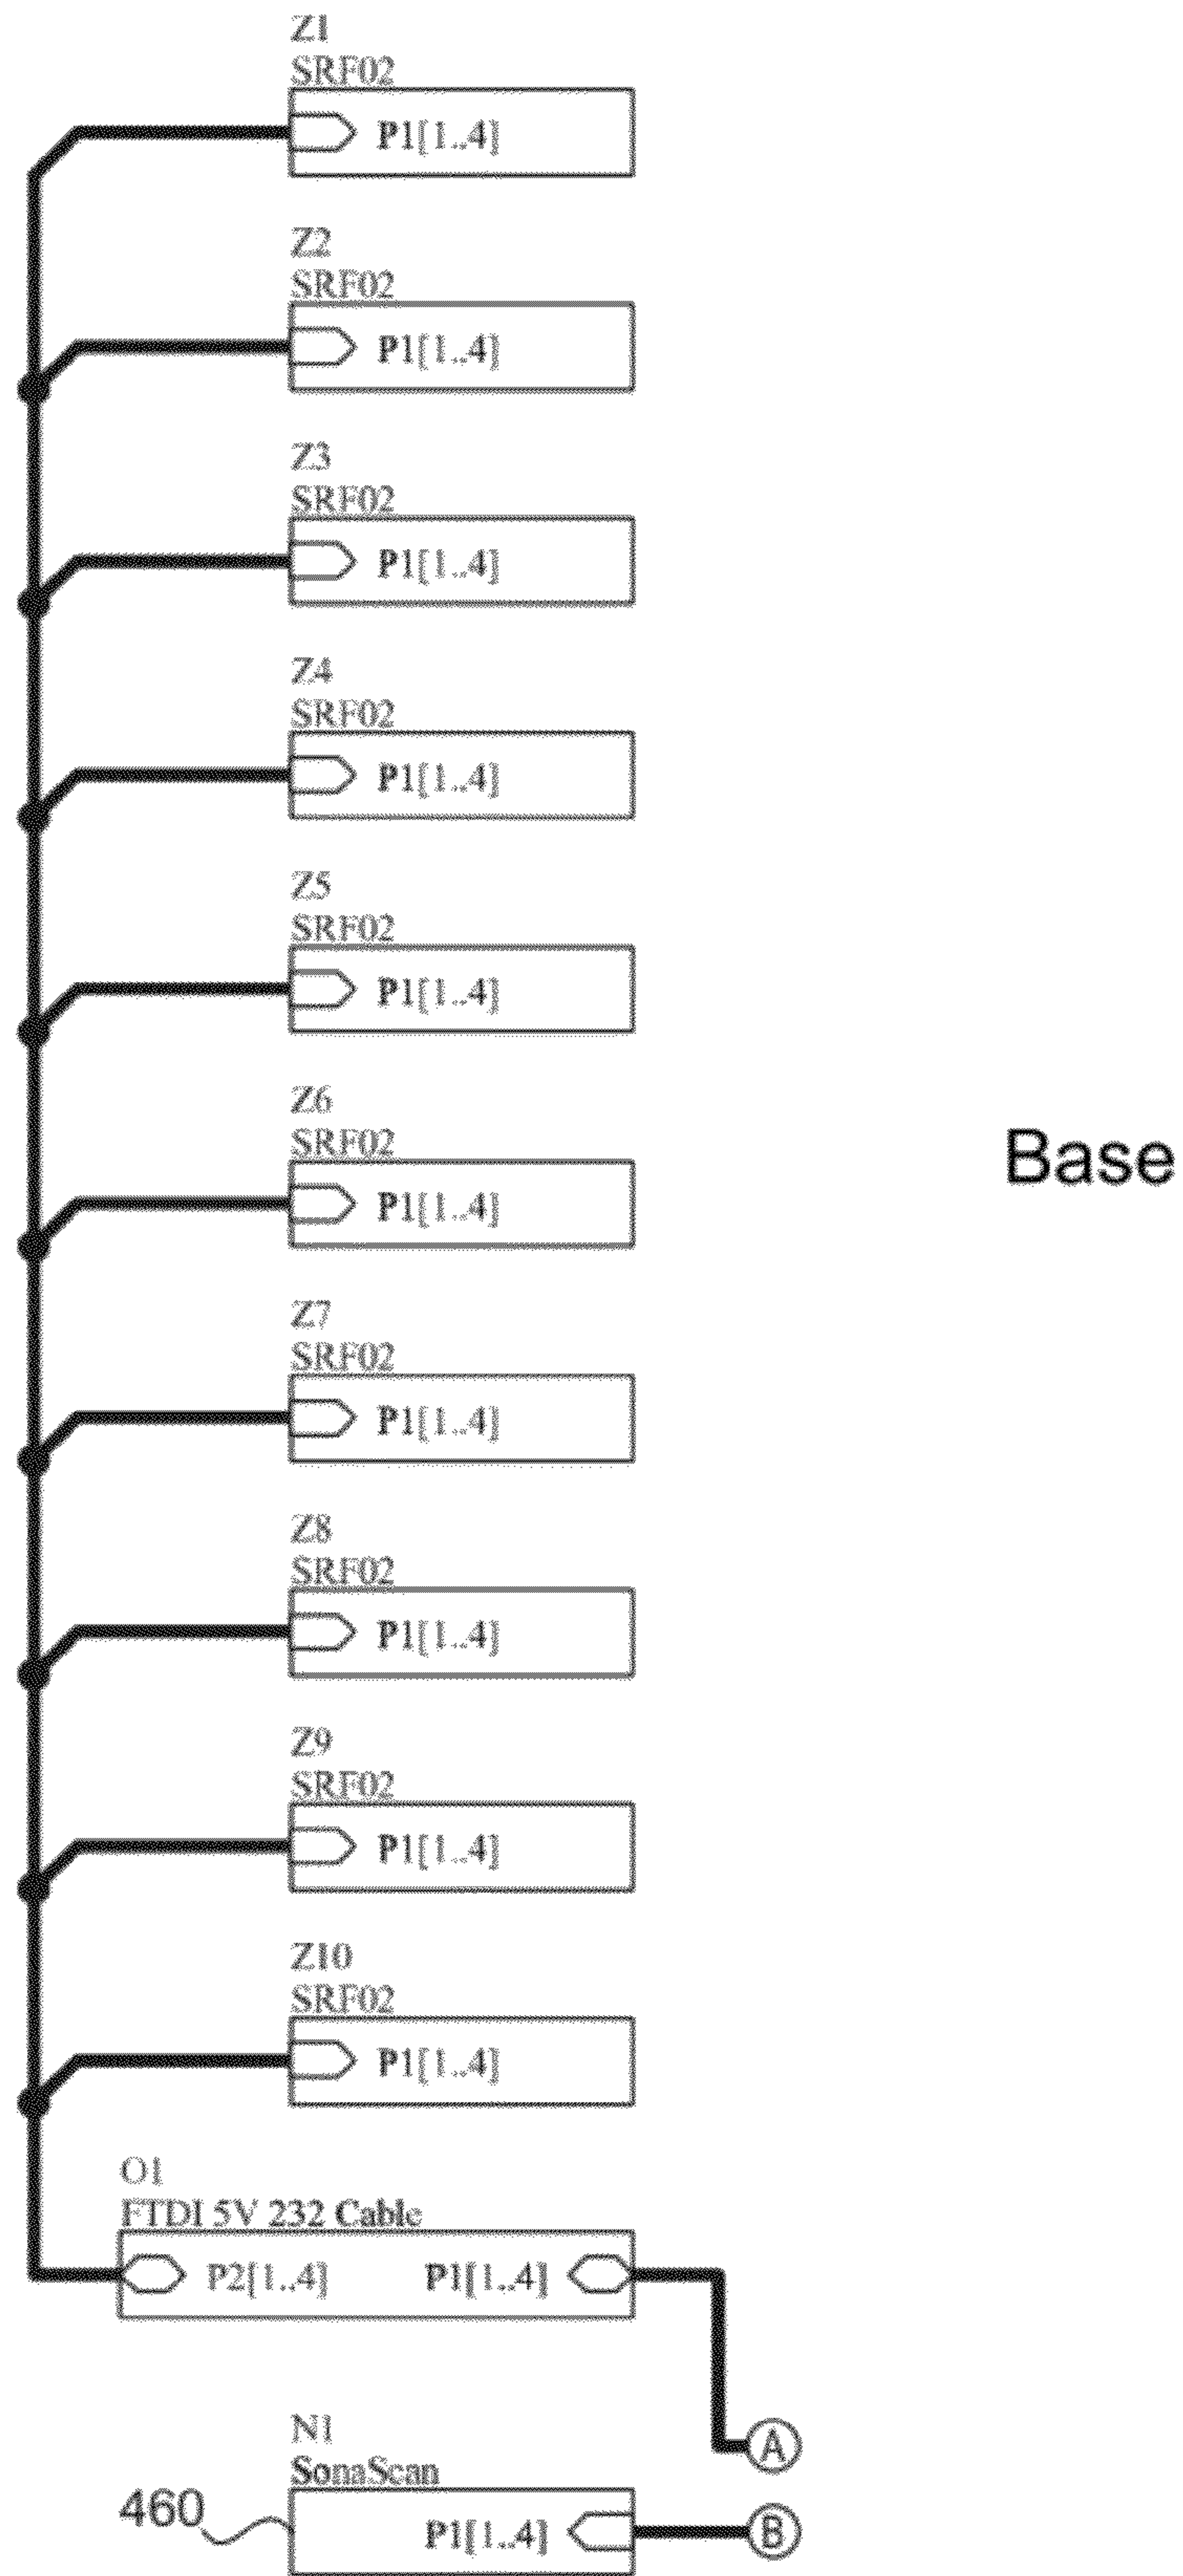 Z1
SRF02
P1[1..4]
Z2
SRF02
P1[1..4]
Z3
SRF02
P1[1..4]
Z4
SRF02
P1[1..4]
Z5
SRF02
P1[1..4]
Z6
SRF02
P1[1..4]
Base
Z7
SRF02
P1[1..4]
Z8
SRF02
P1[1..4]
Z9
SRF02
P1[1..4]
Z10
SRF02
P1[1..4]
O1
FTDI 5V 232 Cable
P2[1..4] P1[1..4]
A
N1
SonaScan
460
P1[1..4]
B